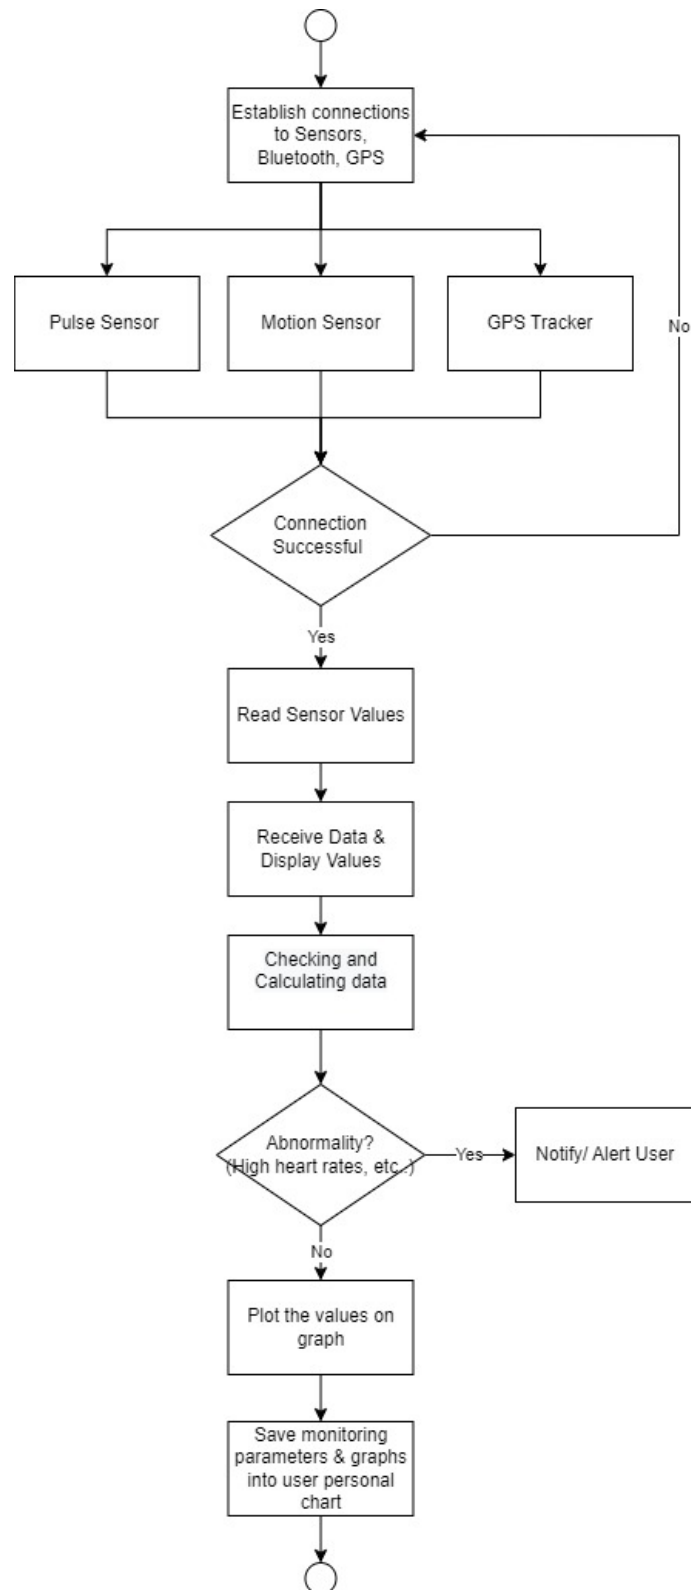 Establish connections
to Sensors,
Bluetooth, GPS
Pulse Sensor
Motion Sensor
GPS Tracker
No
Connection
Successful
Yes
Read Sensor Values
Receive Data &
Display Values
Checking and
Calculating data
Abnormality?
(High heart rates, etc..)
Yes
Notify/ Alert User
No
Plot the values on
graph
Save monitoring
parameters & graphs
into user personal
chart